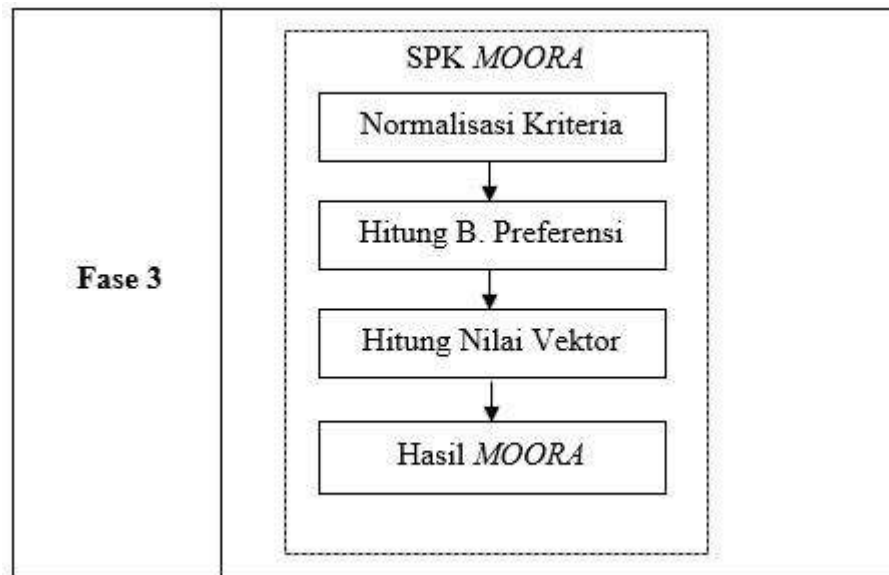 Fase 3
SPK MOORA
Normalisasi Kriteria
Hitung B. Preferensi
Hitung Nilai Vektor
Hasil MOORA